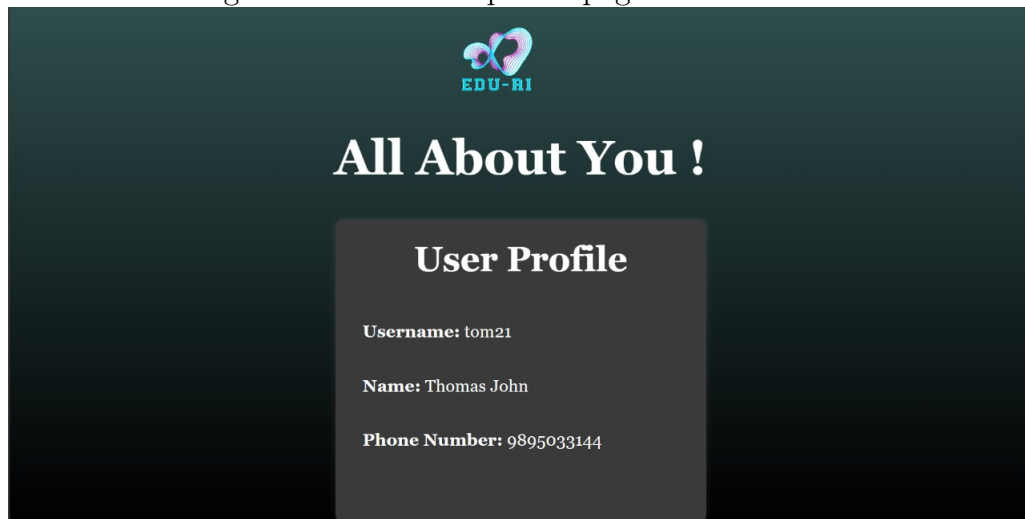 EDU-AI
All About You !
User Profile
Username: tom21
Name: Thomas John
Phone Number: 9895033144